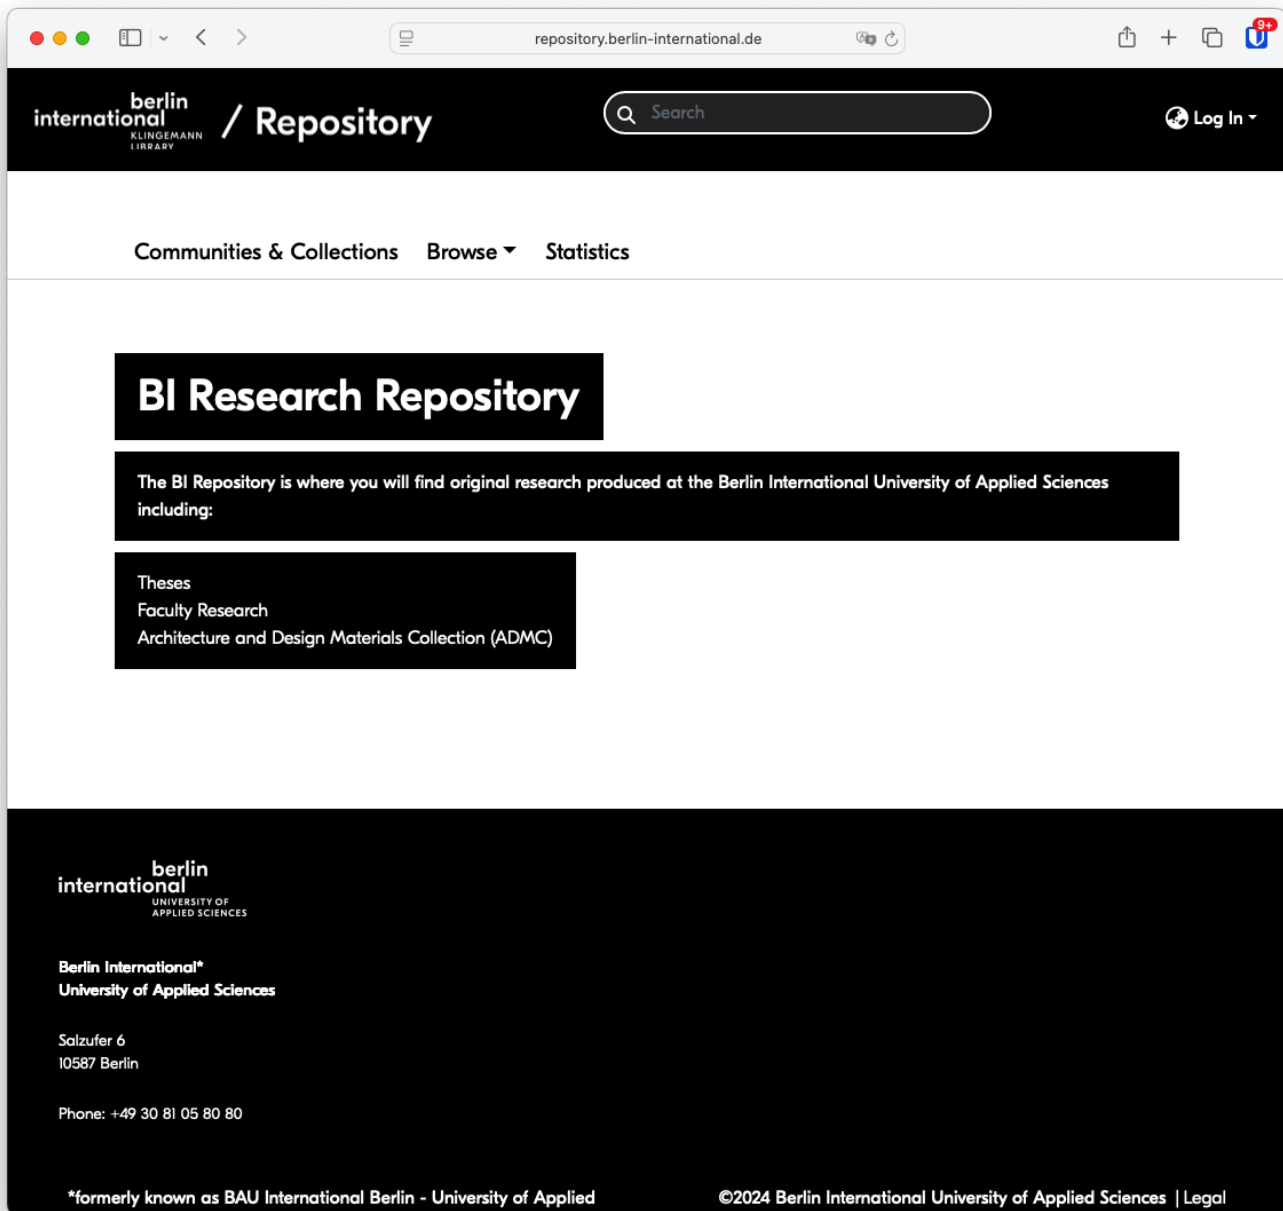 repository.berlin-international.de
9+
berlin
international
KLINGEMANN
LIBRARY
/ Repository
Search
Log In
Communities & Collections Browse Statistics
BI Research Repository
The BI Repository is where you will find original research produced at the Berlin International University of Applied Sciences
including:
Theses
Faculty Research
Architecture and Design Materials Collection (ADMC)
berlin
international
UNIVERSITY OF
APPLIED SCIENCES
Berlin International*
University of Applied Sciences
Salzufer 6
10587 Berlin
Phone: +49 30 81 05 80 80
*formerly known as BAU International Berlin - University of Applied
©2024 Berlin International University of Applied Sciences | Legal